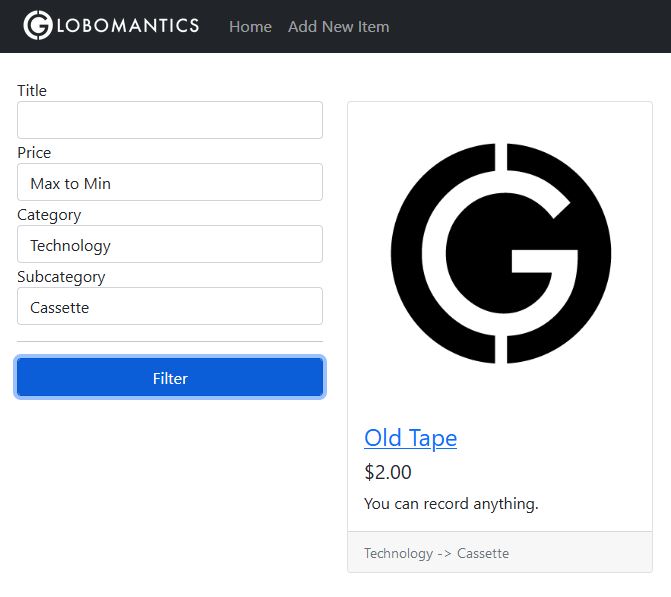 GLOBOMANTICS
Home
Add New Item
Title
Price
Max to Min
Category
Technology
Subcategory
Cassette
Filter
Old Tape
$2.00
You can record anything.
Technology -> Cassette